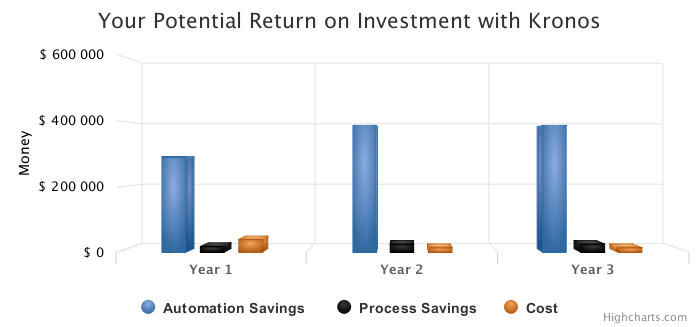 Your Potential Return on Investment with Kronos
$ 600 000
$ 400 000
$ 200 000
$ 0
Money
Year 1
Year 2
Year 3
Automation Savings
Process Savings
Cost
Highcharts.com